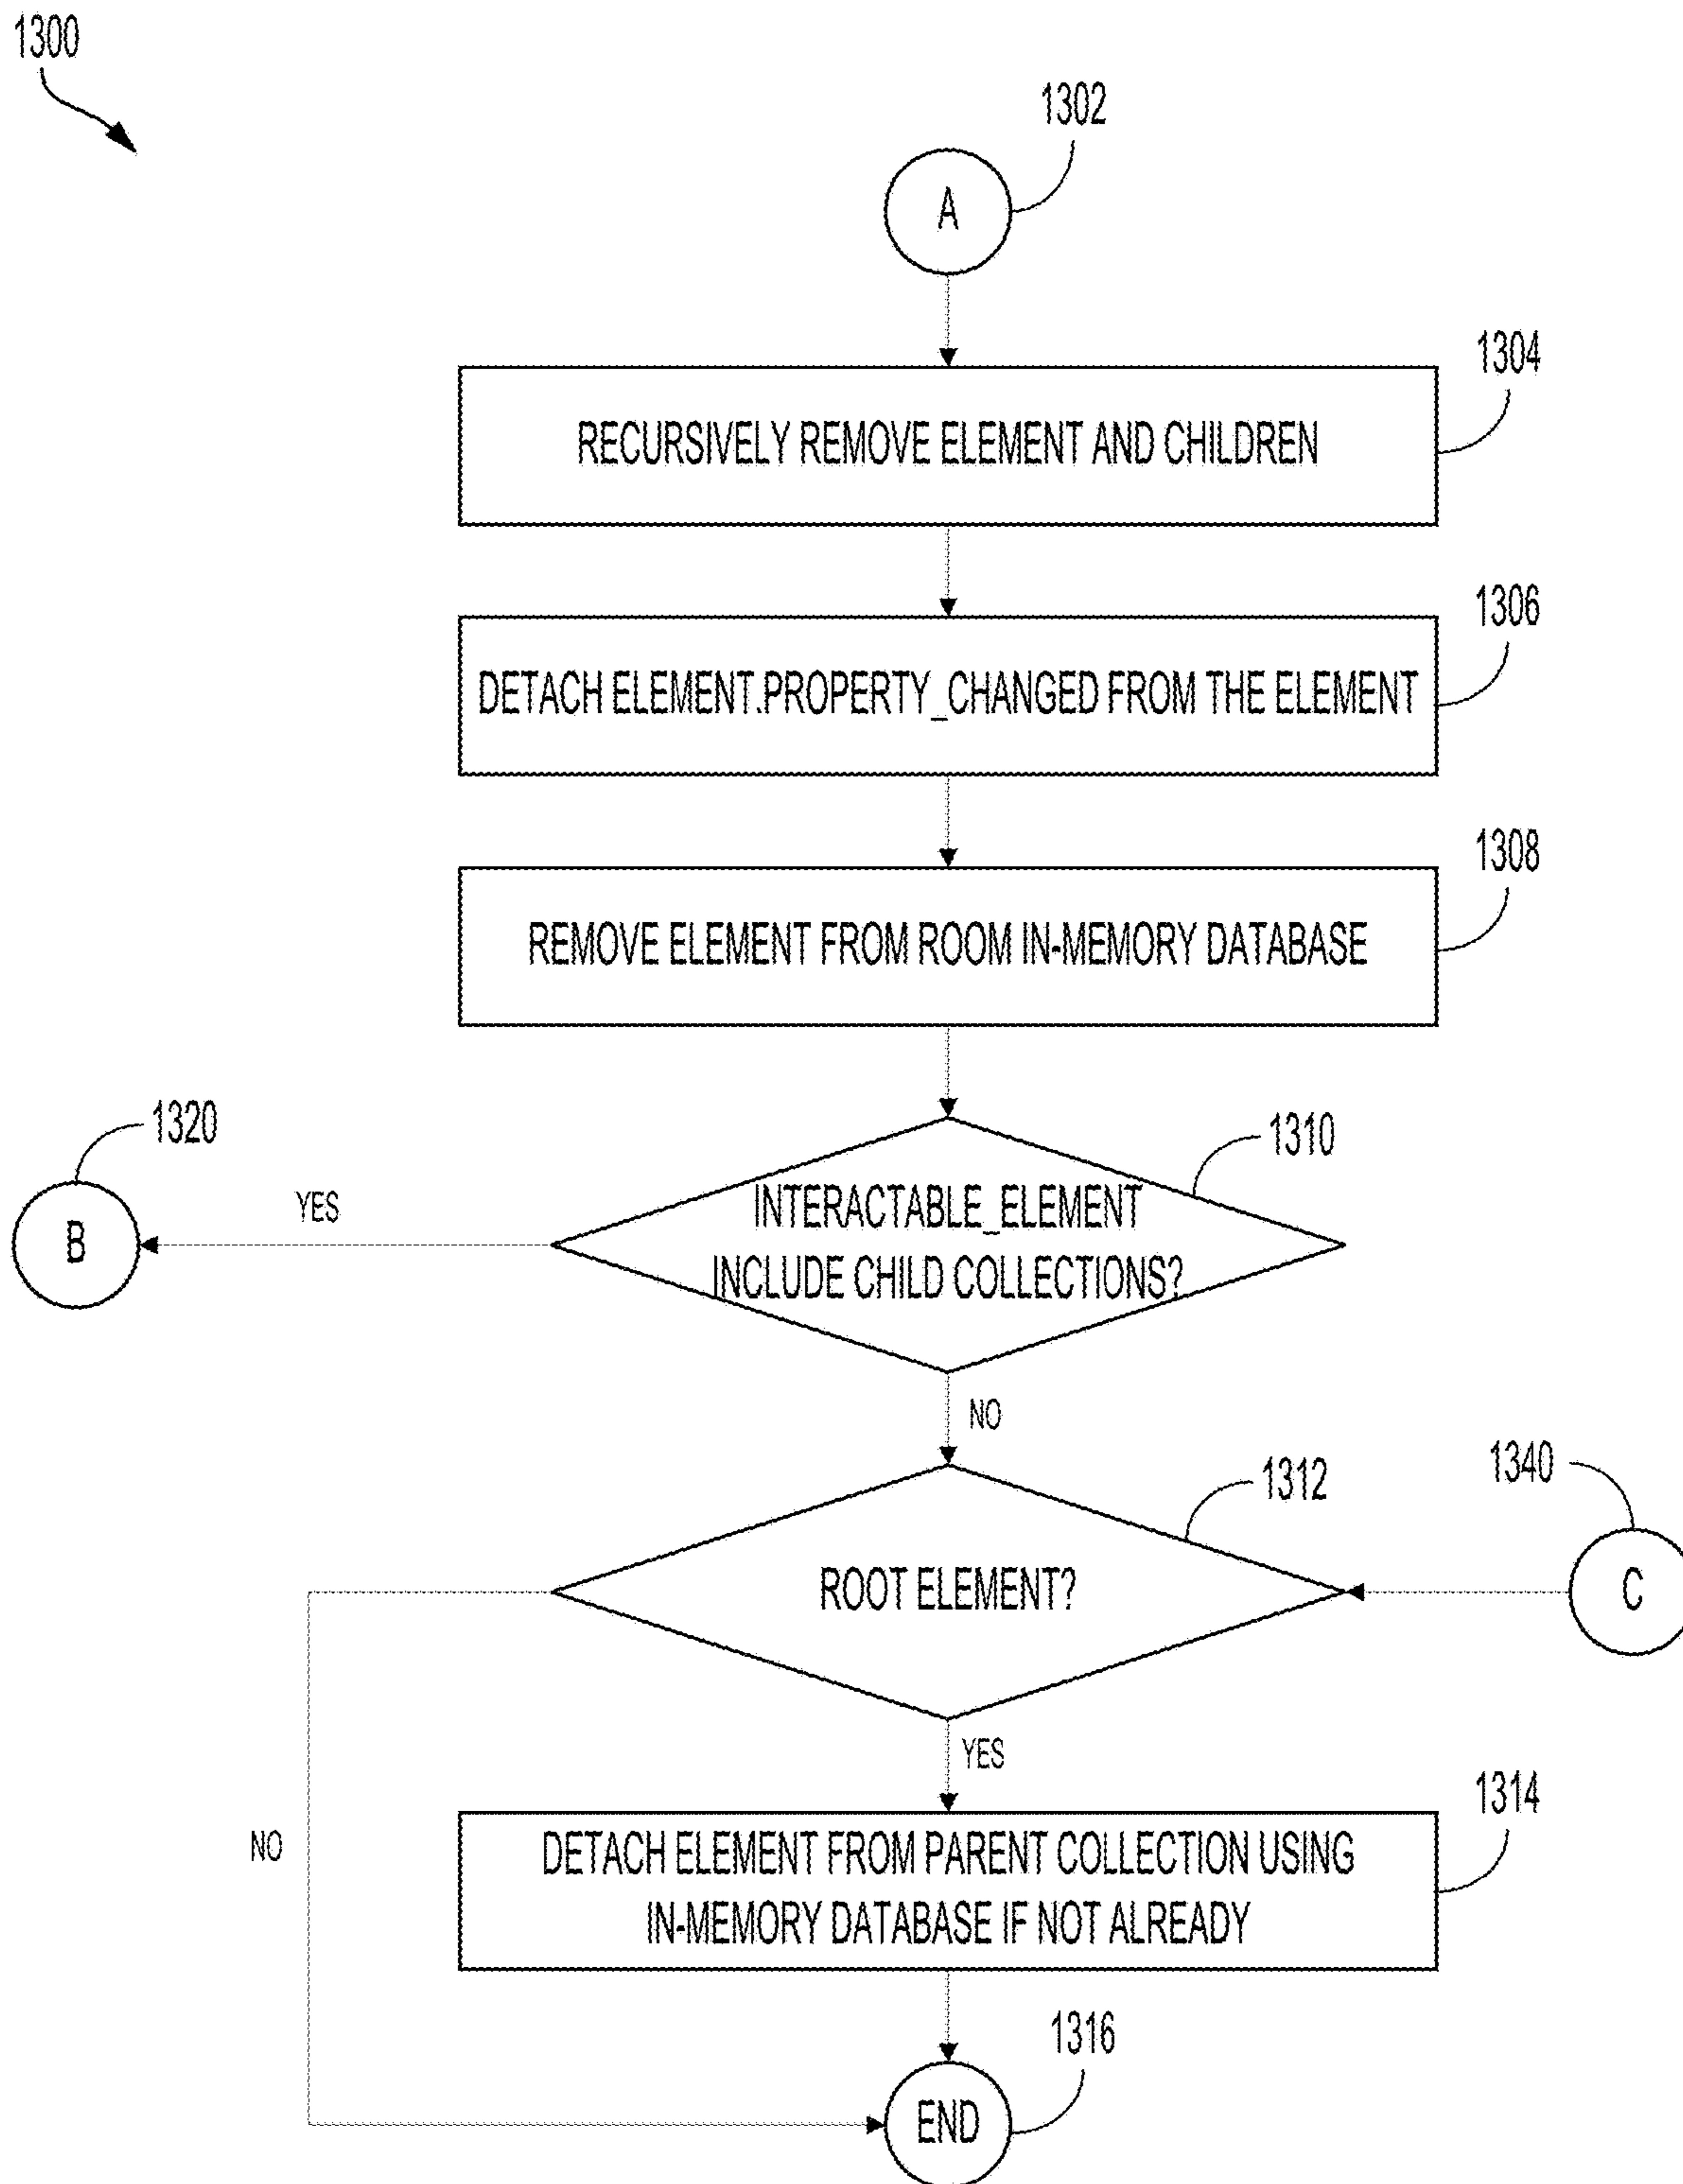 1300
1302
A
1304
RECURSIVELY REMOVE ELEMENT AND CHILDREN
1306
DETACH ELEMENT.PROPERTY_CHANGED FROM THE ELEMENT
1308
REMOVE ELEMENT FROM ROOM IN-MEMORY DATABASE
1320
1310
B
YES
INTERACTABLE_ELEMENT
INCLUDE CHILD COLLECTIONS?
NO
1340
1312
ROOT ELEMENT?
C
YES
1314
NO
DETACH ELEMENT FROM PARENT COLLECTION USING
IN-MEMORY DATABASE IF NOT ALREADY
1316
END